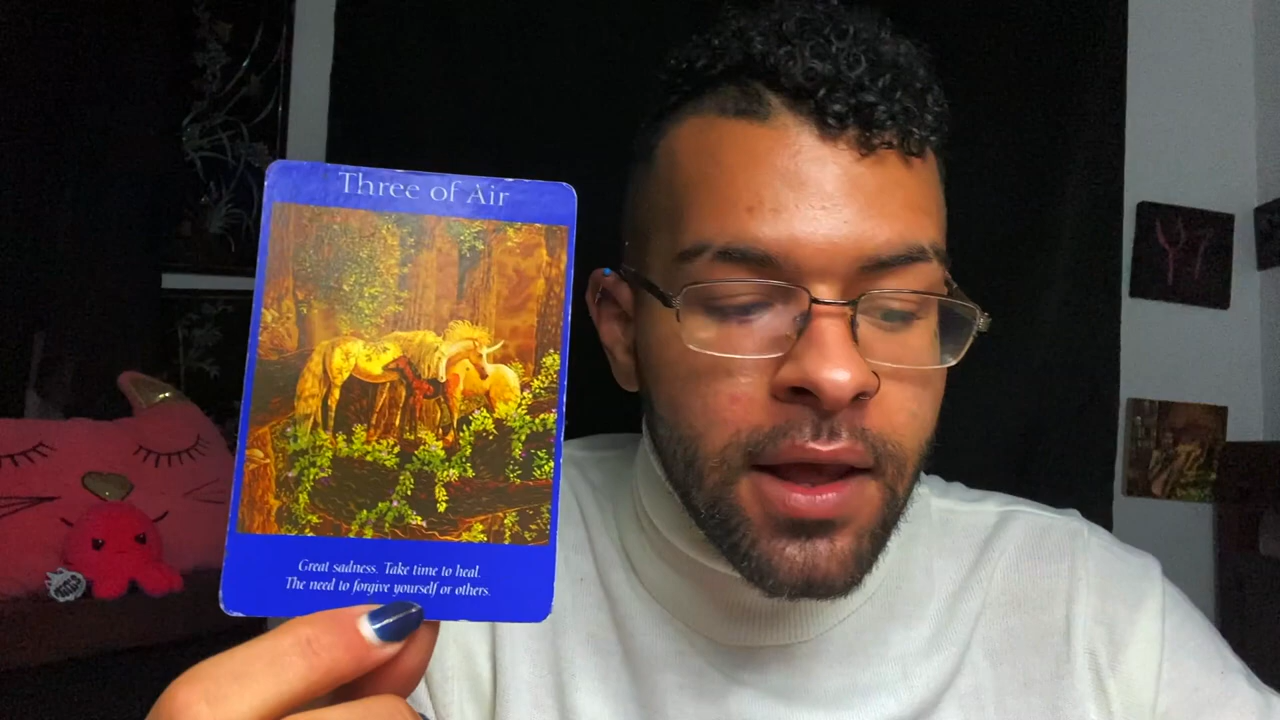 Three of Air
Great sadness. Take time to heal.
The need to forgive yourself or others.